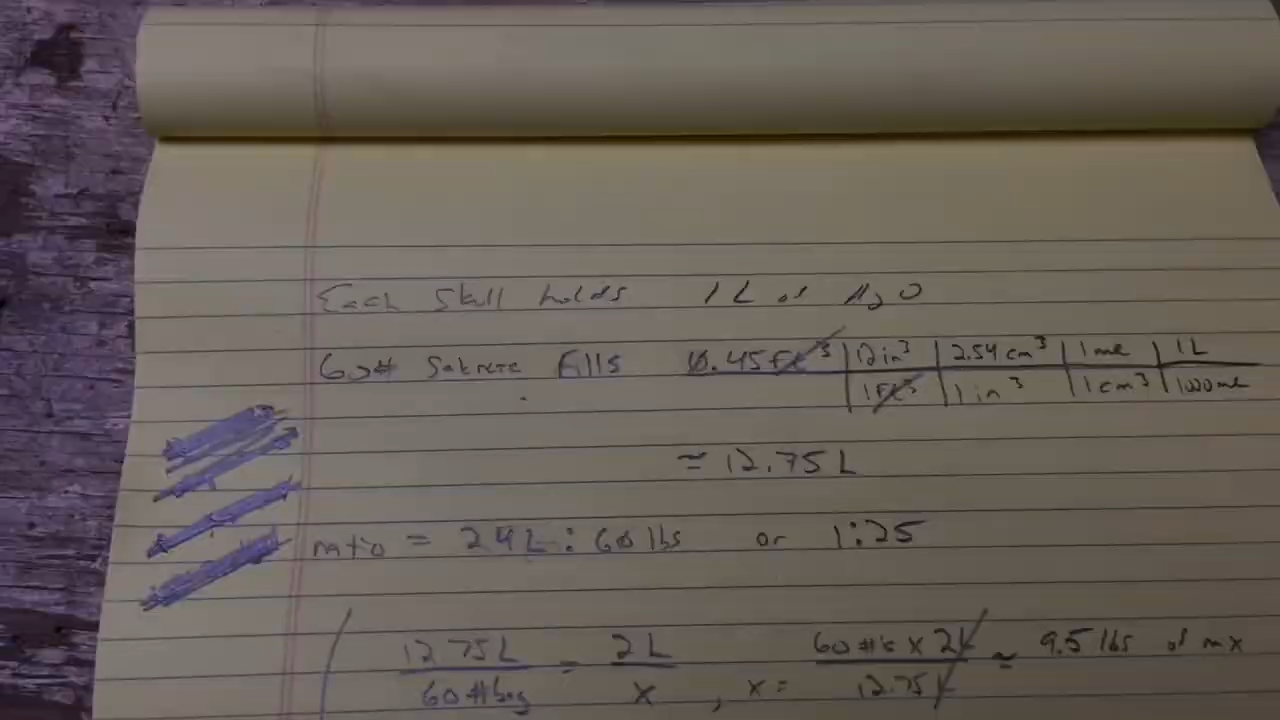 Each Skull holds 1 L of H2O
60# Sakrete fills 0.45 ft³ | 12 in³ | 2.54 cm³ | 1 ml | 1 L
1 ft³ | 1 in³ | 1 cm³ | 1000 ml
≈ 12.75 L
ratio = 24L : 60 lbs or 1:25
12.75 L = 2 L , x = 60 #'s x 2 L ≈ 9.5 lbs of mix
60 # bag x 12.75 L